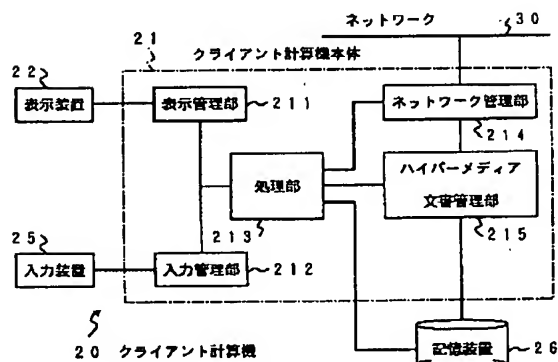 ネットワーク
30
21
クライアント計算機本体
22
表示装置
表示管理部
211
ネットワーク管理部
214
処理部
213
ハイパーメディア
文書管理部
215
25
入力装置
入力管理部
212
20 クライアント計算機
記憶装置
26